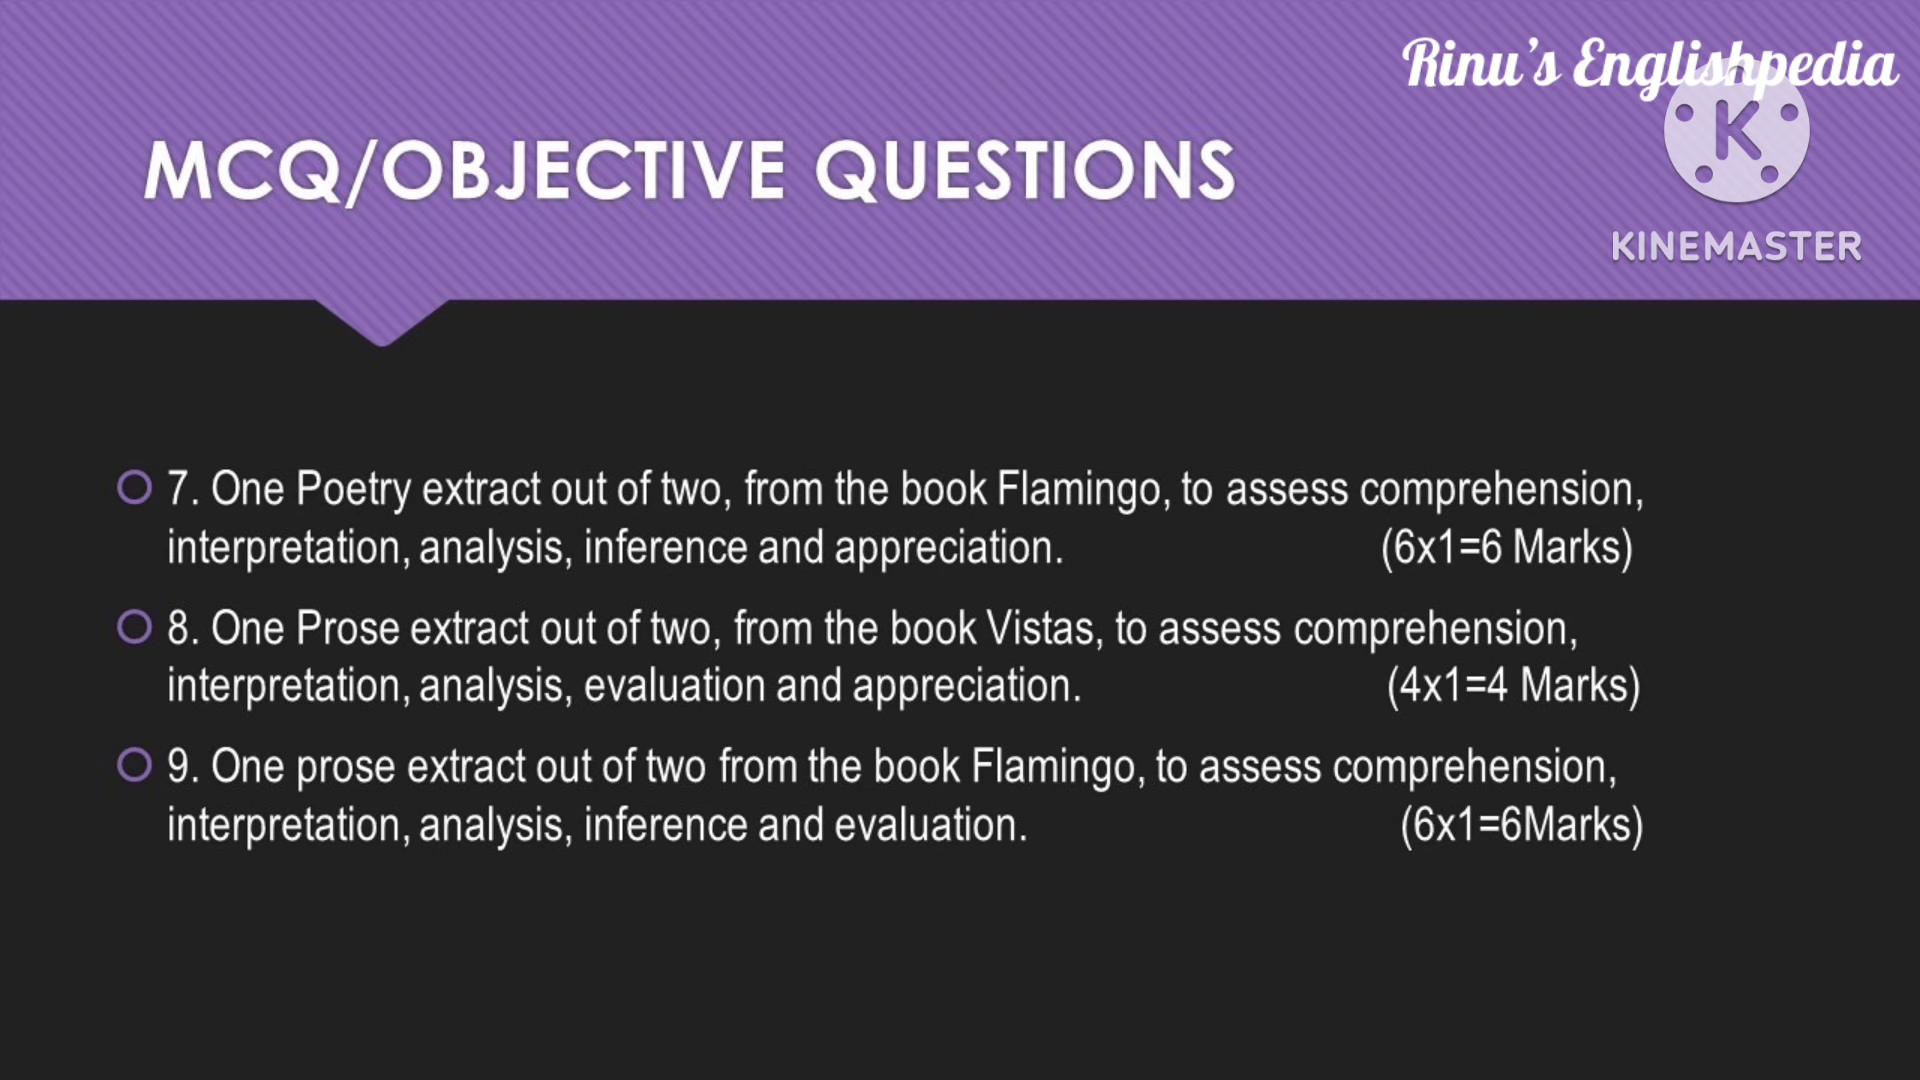 Rinu's Englishpedia
K
KINEMASTER
MCQ/OBJECTIVE QUESTIONS
7. One Poetry extract out of two, from the book Flamingo, to assess comprehension,
interpretation, analysis, inference and appreciation. (6x1=6 Marks)
8. One Prose extract out of two, from the book Vistas, to assess comprehension,
interpretation, analysis, evaluation and appreciation. (4x1=4 Marks)
9. One prose extract out of two from the book Flamingo, to assess comprehension,
interpretation, analysis, inference and evaluation. (6x1=6Marks)